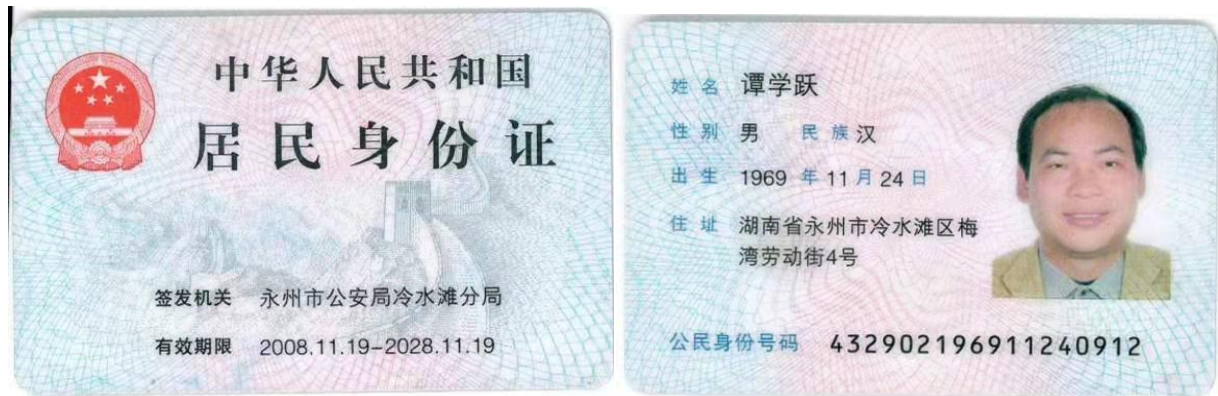 中华人民共和国
居民身份证
签发机关 永州市公安局冷水滩分局
有效期限 2008.11.19-2028.11.19
姓名 谭学跃
性别 男 民族 汉
出生 1969 年 11 月 24 日
住址 湖南省永州市冷水滩区梅
湾劳动街4号
公民身份号码 432902196911240912